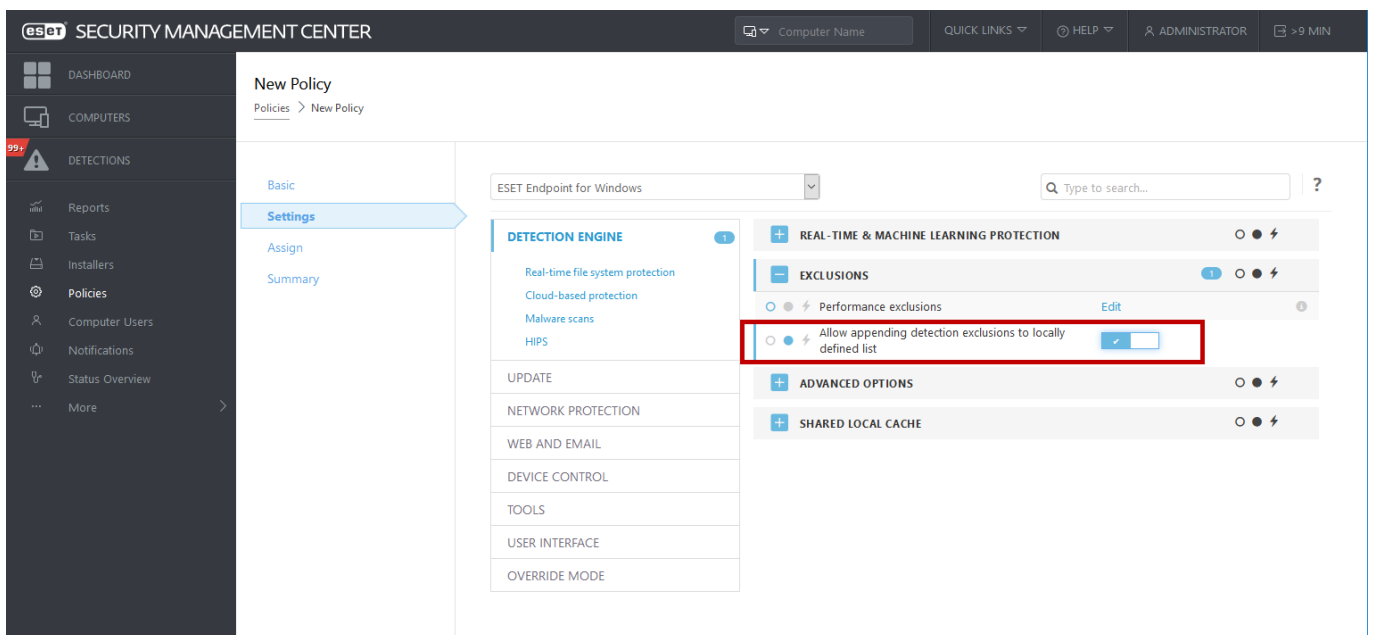 eset SECURITY MANAGEMENT CENTER
Computer Name
QUICK LINKS
? HELP
ADMINISTRATOR
>9 MIN
DASHBOARD
COMPUTERS
99+
DETECTIONS
Reports
Tasks
Installers
Policies
Computer Users
Notifications
Status Overview
More
New Policy
Policies > New Policy
Basic
Settings
Assign
Summary
ESET Endpoint for Windows
Type to search...
?
DETECTION ENGINE 1
Real-time file system protection
Cloud-based protection
Malware scans
HIPS
UPDATE
NETWORK PROTECTION
WEB AND EMAIL
DEVICE CONTROL
TOOLS
USER INTERFACE
OVERRIDE MODE
REAL-TIME & MACHINE LEARNING PROTECTION
EXCLUSIONS 1
Performance exclusions Edit
Allow appending detection exclusions to locally
defined list
ADVANCED OPTIONS
SHARED LOCAL CACHE